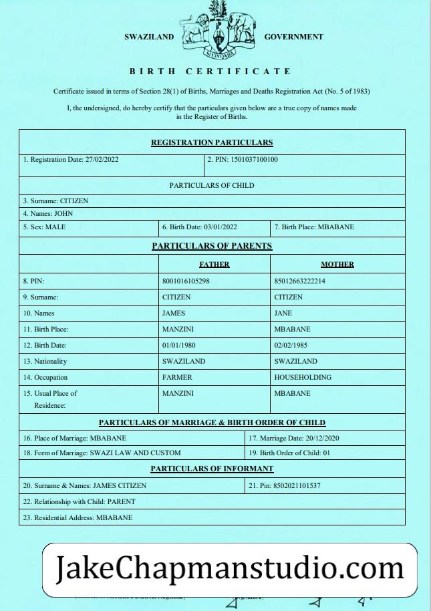 SWAZILAND GOVERNMENT
BIRTH CERTIFICATE
Certificate issued in terms of Section 28(1) of Births, Marriages and Deaths Registration Act (No. 5 of 1983)
I, the undersigned, do hereby certify that the particulars given below are a true copy of names made
in the Register of Births.
REGISTRATION PARTICULARS
1. Registration Date: 27/02/2022 2. PIN: 1501037100100
PARTICULARS OF CHILD
3. Surname: CITIZEN
4. Names: JOHN
5. Sex: MALE 6. Birth Date: 03/01/2022 7. Birth Place: MBABANE
PARTICULARS OF PARENTS
FATHER MOTHER
8. PIN: 8001016105298 85012663222214
9. Surname: CITIZEN CITIZEN
10. Names JAMES JANE
11. Birth Place: MANZINI MBABANE
12. Birth Date: 01/01/1980 02/02/1985
13. Nationality SWAZILAND SWAZILAND
14. Occupation FARMER HOUSEHOLDING
15. Usual Place of MANZINI MBABANE
Residence:
PARTICULARS OF MARRIAGE & BIRTH ORDER OF CHILD
16. Place of Marriage: MBABANE 17. Marriage Date: 20/12/2020
18. Form of Marriage: SWAZI LAW AND CUSTOM 19. Birth Order of Child: 01
PARTICULARS OF INFORMANT
20. Surname & Names: JAMES CITIZEN 21. Pin: 8502021101537
22. Relationship with Child: PARENT
23. Residential Address: MBABANE
JakeChapmanstudio.com